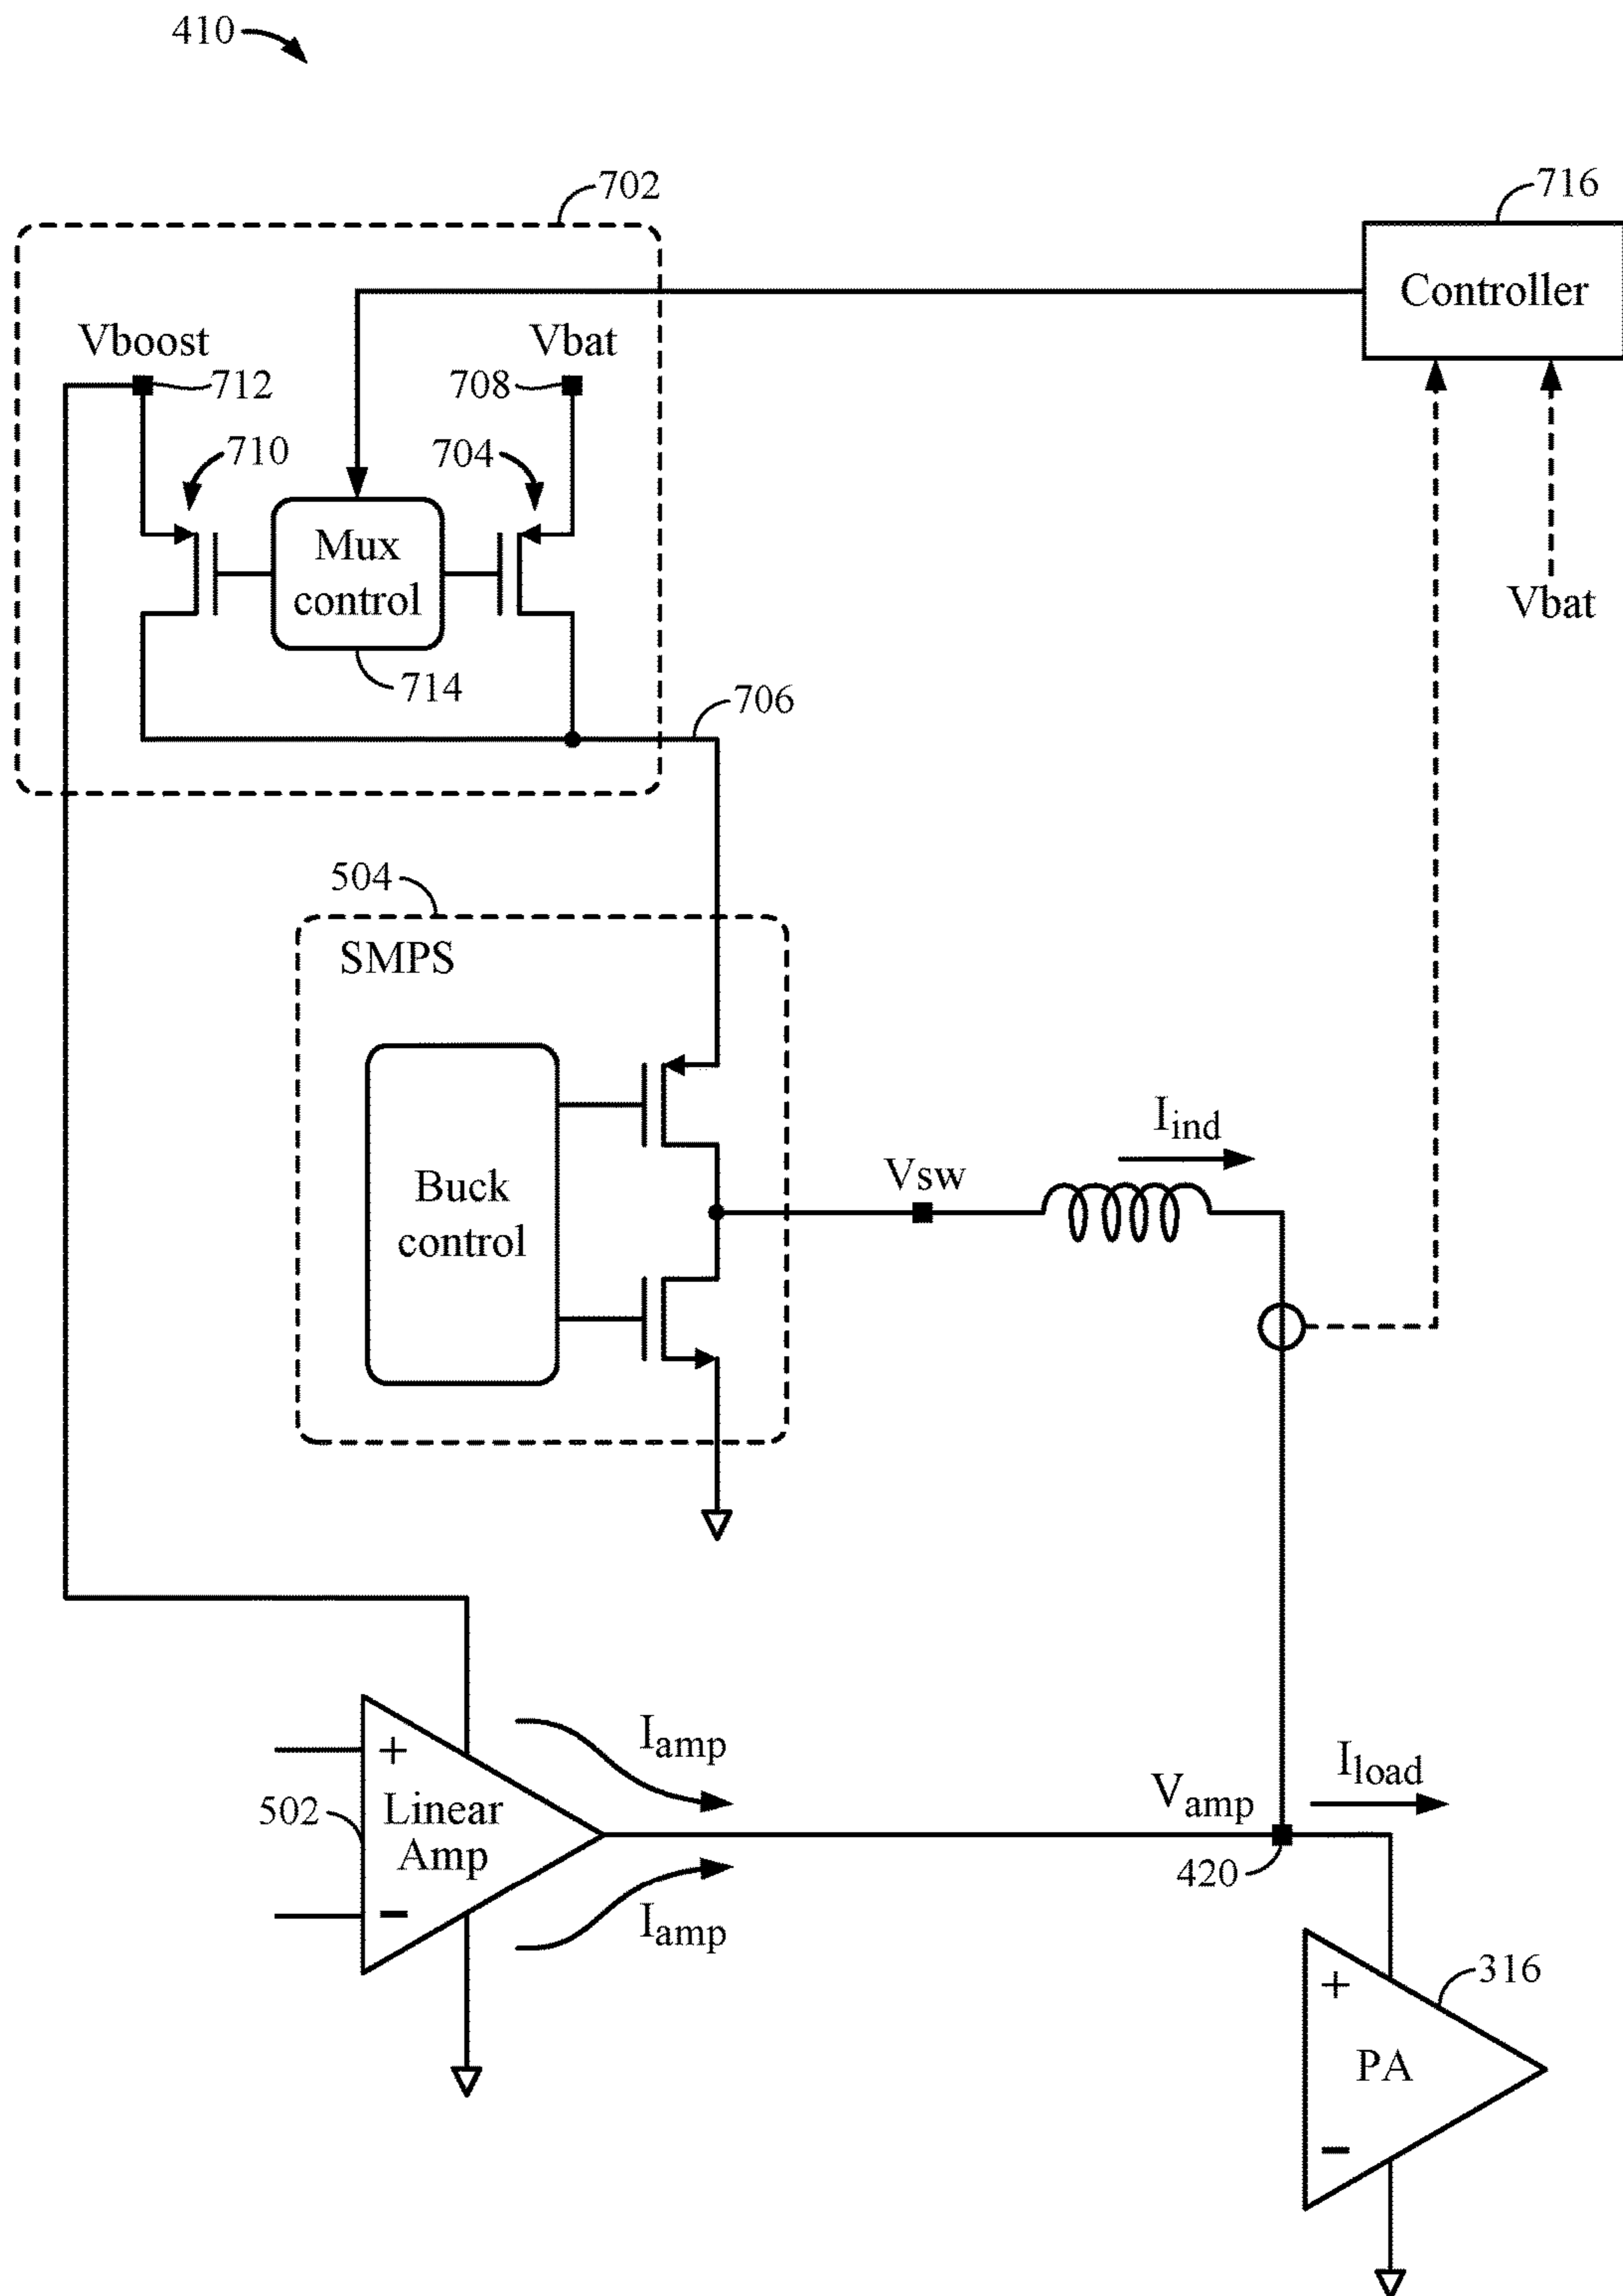 410
702
716
Controller
Vboost
Vbat
712
708
710
704
Mux
control
Vbat
714
706
504
SMPS
Iind
Buck
control
Vsw
Iamp
Iload
Vamp
+
Linear
Amp
502
420
-
Iamp
316
+
PA
-